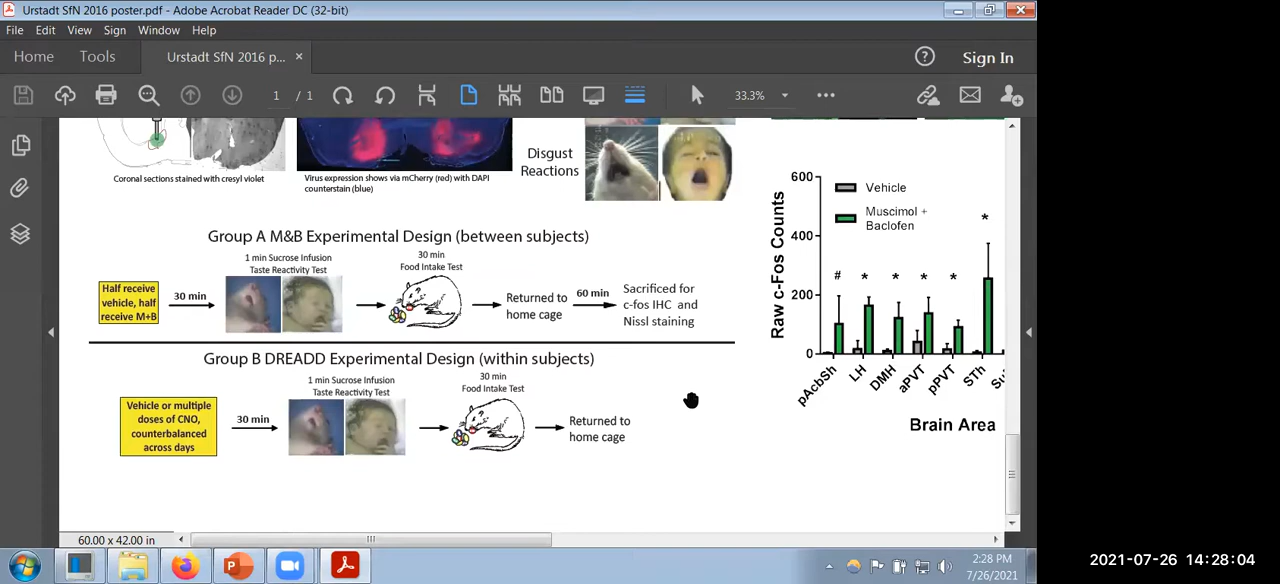 Urstadt SfN 2016 poster.pdf - Adobe Acrobat Reader DC (32-bit)
File Edit View Sign Window Help
Home Tools Urstadt SfN 2016 p... × ? Sign In
1 / 1 33.3%
Coronal sections stained with cresyl violet
Virus expression shows via mCherry (red) with DAPI
counterstain (blue)
Disgust
Reactions
Group A M&B Experimental Design (between subjects)
Half receive
vehicle, half
receive M+B
30 min
1 min Sucrose Infusion
Taste Reactivity Test
30 min
Food Intake Test
Returned to
home cage
60 min
Sacrificed for
c-fos IHC and
Nissl staining
Group B DREADD Experimental Design (within subjects)
Vehicle or multiple
doses of CNO,
counterbalanced
across days
30 min
1 min Sucrose Infusion
Taste Reactivity Test
30 min
Food Intake Test
Returned to
home cage
Raw c-Fos Counts
600
400
200
0
Vehicle
Muscimol +
Baclofen
# * * * * *
pAcbSh LH DMH aPVT pPVT STh
Brain Area
60.00 x 42.00 in
2:28 PM
7/26/2021
2021-07-26 14:28:04